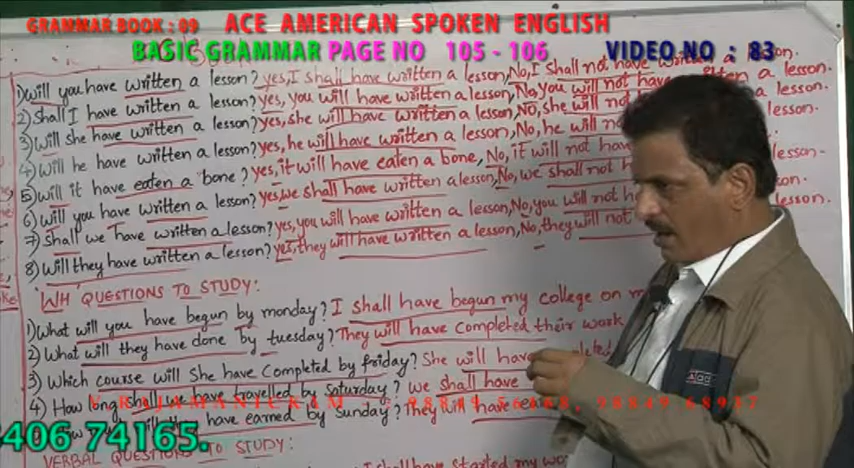 GRAMMAR BOOK : 09 ACE AMERICAN SPOKEN ENGLISH
BASIC GRAMMAR PAGE NO 105 - 106 VIDEO NO : 83
1) Will you have written a lesson? yes, I shall have written a lesson, No, I shall not have written a lesson.
2) Shall I have written a lesson? yes, you will have written a lesson, No, you will not have written a lesson.
3) Will she have written a lesson? yes, she will have written a lesson, No, she will not
4) Will he have written a lesson? yes, he will have written a lesson, No, he will not
5) Will it have eaten a bone? yes, it will have eaten a bone, No, it will not have
6) Will you have written a lesson? yes, we shall have written a lesson, No, we shall not lesson.
7) Shall we have written a lesson? yes, you will have written a lesson, No, you will not
8) Will they have written a lesson? yes, they will have written a lesson, No, they will not lesson.
WH' QUESTIONS TO STUDY:
1) What will you have begun by monday? I shall have begun my college on
2) What will they have done by tuesday? They will have completed their work
3) Which course will she have completed by friday? She will have completed
4) How long shall we have travelled by saturday? we shall have
have earned by sunday? They will have
VERBAL QUESTIONS TO STUDY:
shall have started my
406 74165.